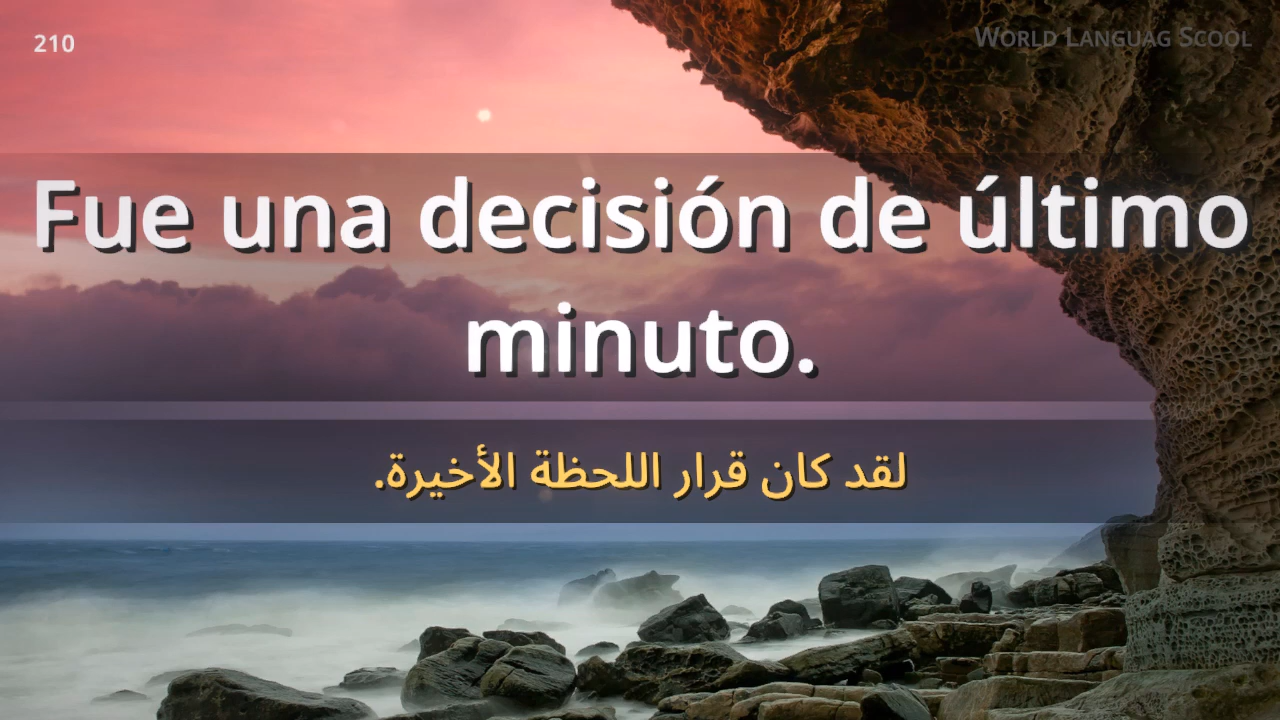 210
World Languag Scool
Fue una decisión de último
minuto.
لقد كان قرار اللحظة الأخيرة.